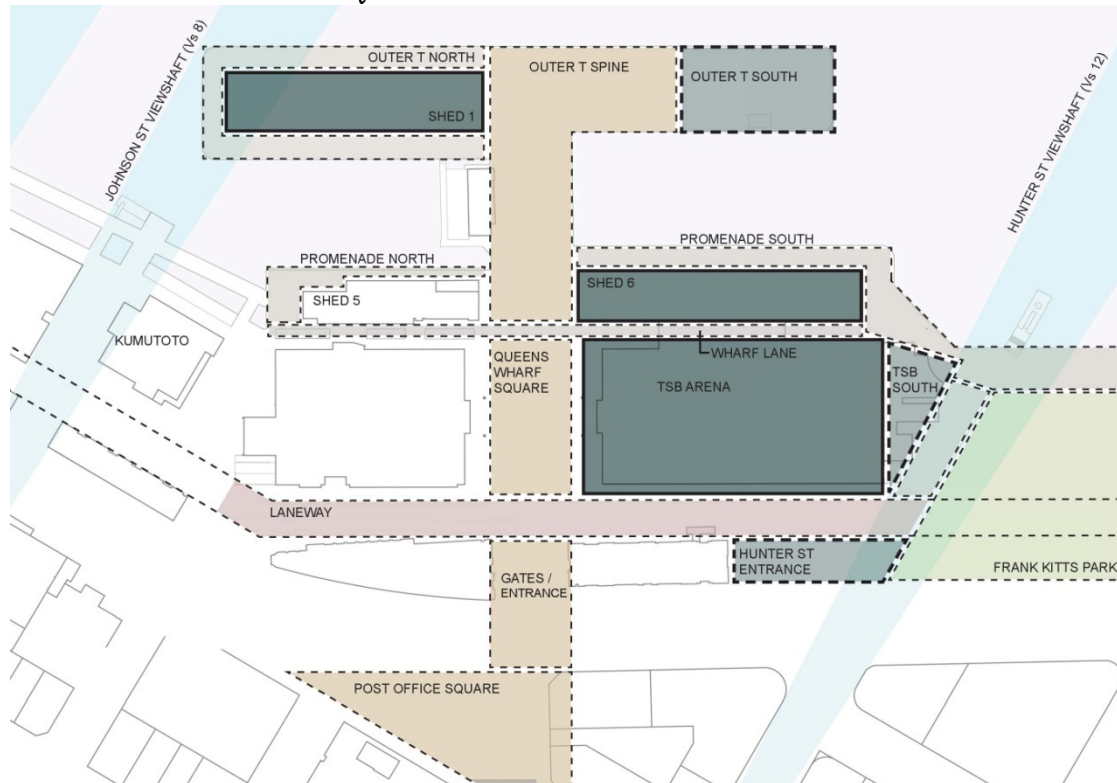 JOHNSON ST VIEWSHAFT (Vs 8)
OUTER T NORTH
SHED 1
OUTER T SPINE
OUTER T SOUTH
HUNTER ST VIEWSHAFT (Vs 12)
PROMENADE NORTH
SHED 5
PROMENADE SOUTH
SHED 6
KUMUTOTO
WHARF LANE
QUEENS
WHARF
SQUARE
TSB ARENA
TSB
SOUTH
LANEWAY
GATES /
ENTRANCE
HUNTER ST
ENTRANCE
FRANK KITTS PARK
POST OFFICE SQUARE